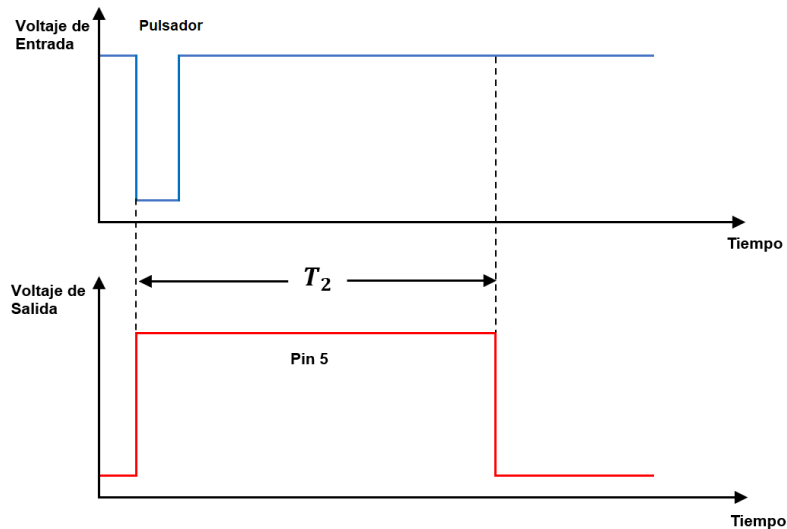 Voltaje de
Entrada
Pulsador
Tiempo
T₂
Voltaje de
Salida
Pin 5
Tiempo